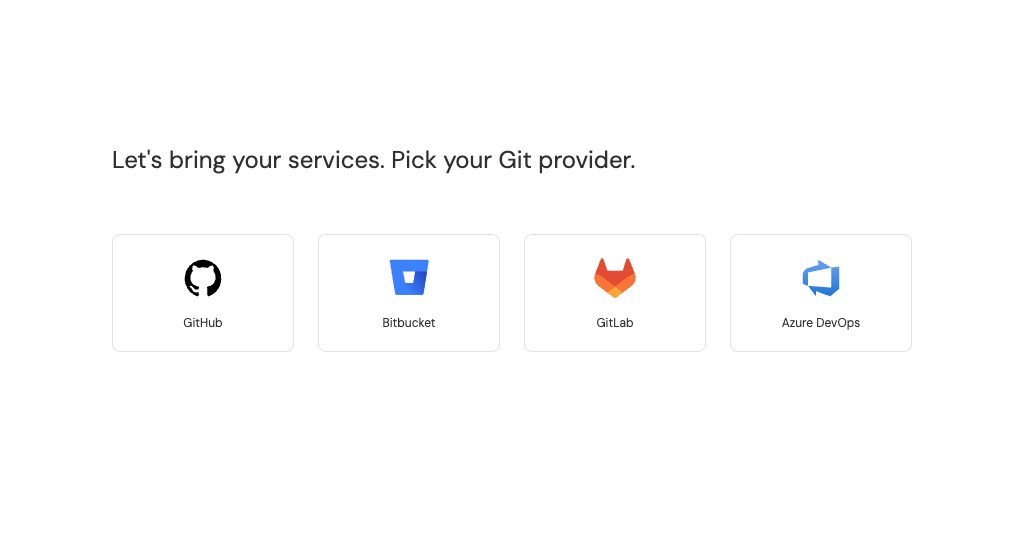 Let's bring your services. Pick your Git provider.
GitHub
Bitbucket
GitLab
Azure DevOps